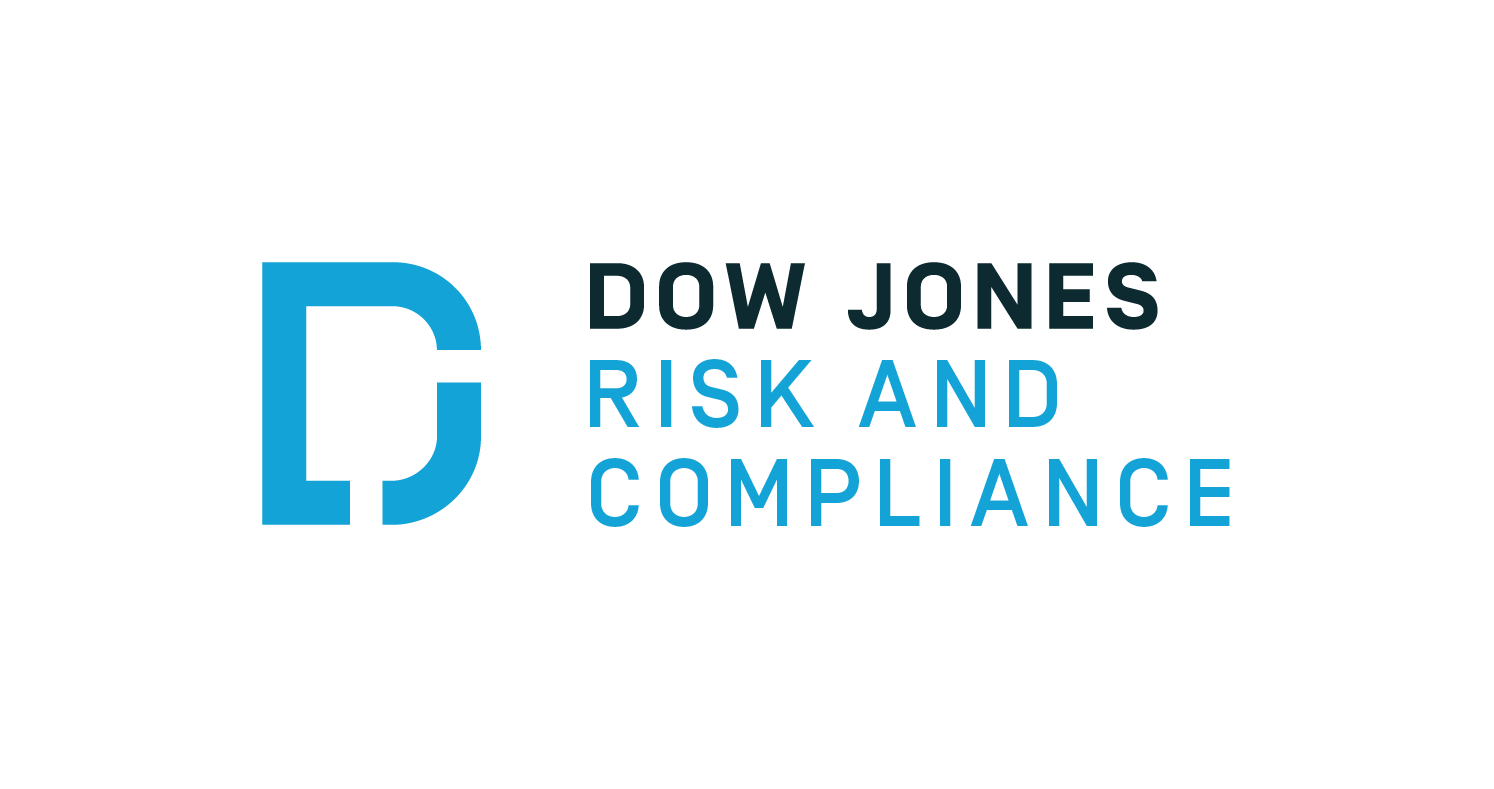 DOW JONES
RISK AND
COMPLIANCE